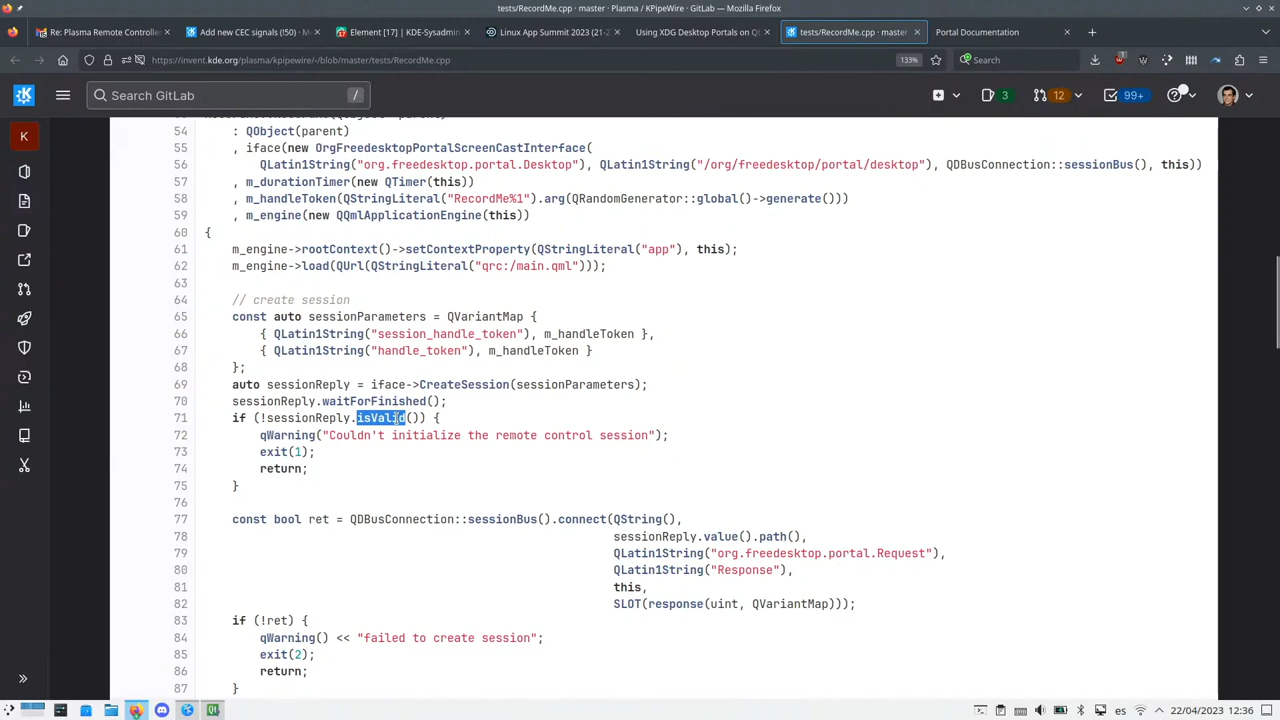 tests/RecordMe.cpp · master · Plasma / KPipeWire · GitLab — Mozilla Firefox
Re: Plasma Remote Controlle
Add new CEC signals (!50) · M
Element [17] | KDE-Sysadmin
Linux App Summit 2023 (21-2
Using XDG Desktop Portals on Q
tests/RecordMe.cpp · master
Portal Documentation
https://invent.kde.org/plasma/kpipewire/-/blob/master/tests/RecordMe.cpp
133%
Search
Search GitLab
/
3
12
99+
K
54 : QObject(parent)
55 , iface(new OrgFreedesktopPortalScreenCastInterface(
56 QLatin1String("org.freedesktop.portal.Desktop"), QLatin1String("/org/freedesktop/portal/desktop"), QDBusConnection::sessionBus(), this))
57 , m_durationTimer(new QTimer(this))
58 , m_handleToken(QStringLiteral("RecordMe%1").arg(QRandomGenerator::global()->generate()))
59 , m_engine(new QQmlApplicationEngine(this))
60 {
61 m_engine->rootContext()->setContextProperty(QStringLiteral("app"), this);
62 m_engine->load(QUrl(QStringLiteral("qrc:/main.qml")));
63
64 // create session
65 const auto sessionParameters = QVariantMap {
66 { QLatin1String("session_handle_token"), m_handleToken },
67 { QLatin1String("handle_token"), m_handleToken }
68 };
69 auto sessionReply = iface->CreateSession(sessionParameters);
70 sessionReply.waitForFinished();
71 if (!sessionReply.isValid()) {
72 qWarning("Couldn't initialize the remote control session");
73 exit(1);
74 return;
75 }
76
77 const bool ret = QDBusConnection::sessionBus().connect(QString(),
78 sessionReply.value().path(),
79 QLatin1String("org.freedesktop.portal.Request"),
80 QLatin1String("Response"),
81 this,
82 SLOT(response(uint, QVariantMap)));
83 if (!ret) {
84 qWarning() << "failed to create session";
85 exit(2);
86 return;
87 }
es
22/04/2023
12:36